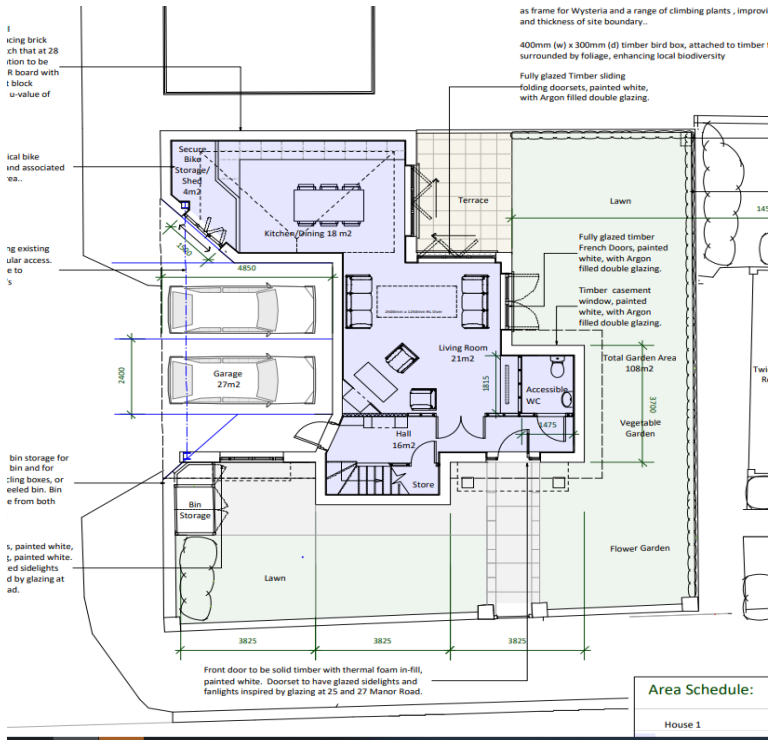 as frame for Wysteria and a range of climbing plants , improvi
and thickness of site boundary..
400mm (w) x 300mm (d) timber bird box, attached to timber
surrounded by foliage, enhancing local biodiversity
Fully glazed Timber sliding
folding doorsets, painted white,
with Argon filled double glazing.
acing brick
ch that at 28
ition to be
R board with
t block
u-value of
ical bike
and associated
rea..
ng existing
ular access.
e to
's
Secure
Bike
Storage/
Shed
4m2
Kitchen/Dining 18 m2
Terrace
Lawn
145
1500
4850
Fully glazed timber
French Doors, painted
white, with Argon
filled double glazing.
Timber casement
window, painted
white, with Argon
filled double glazing.
Living Room
21m2
Total Garden Area
108m2
Garage
27m2
2400
1815
Accessible
WC
3700
Vegetable
Garden
1475
Hall
16m2
Store
Twi
R
bin storage for
bin and for
cling boxes, or
eeled bin. Bin
e from both
Bin
Storage
s, painted white,
g, painted white.
ed sidelights
d by glazing at
ad.
Lawn
Flower Garden
3825
3825
3825
Front door to be solid timber with thermal foam in-fill,
painted white. Doorset to have glazed sidelights and
fanlights inspired by glazing at 25 and 27 Manor Road.
Area Schedule:
House 1